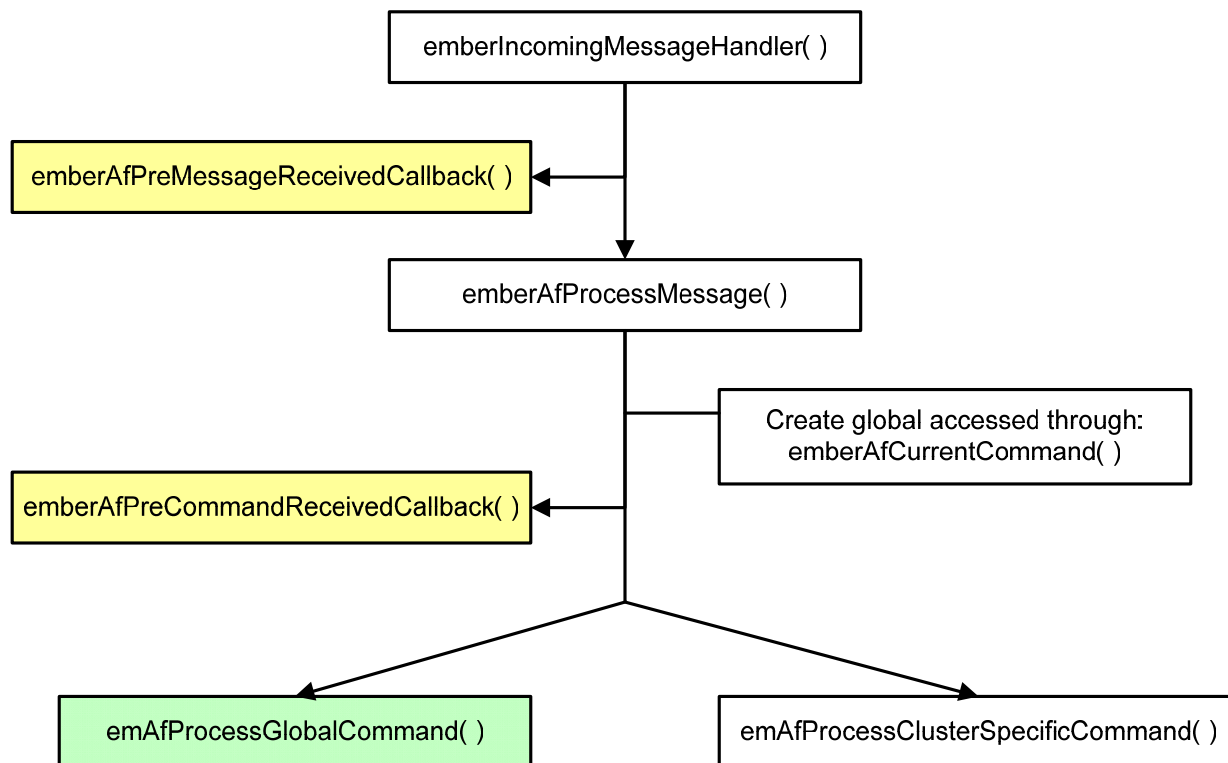 emberIncomingMessageHandler( )
emberAfPreMessageReceivedCallback( )
emberAfProcessMessage( )
Create global accessed through:
emberAfCurrentCommand( )
emberAfPreCommandReceivedCallback( )
emAfProcessGlobalCommand( )
emAfProcessClusterSpecificCommand( )